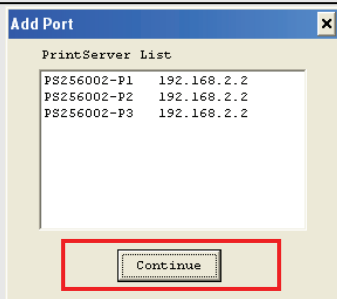 Add Port
PrintServer List
PS256002-P1 192.168.2.2
PS256002-P2 192.168.2.2
PS256002-P3 192.168.2.2
Continue